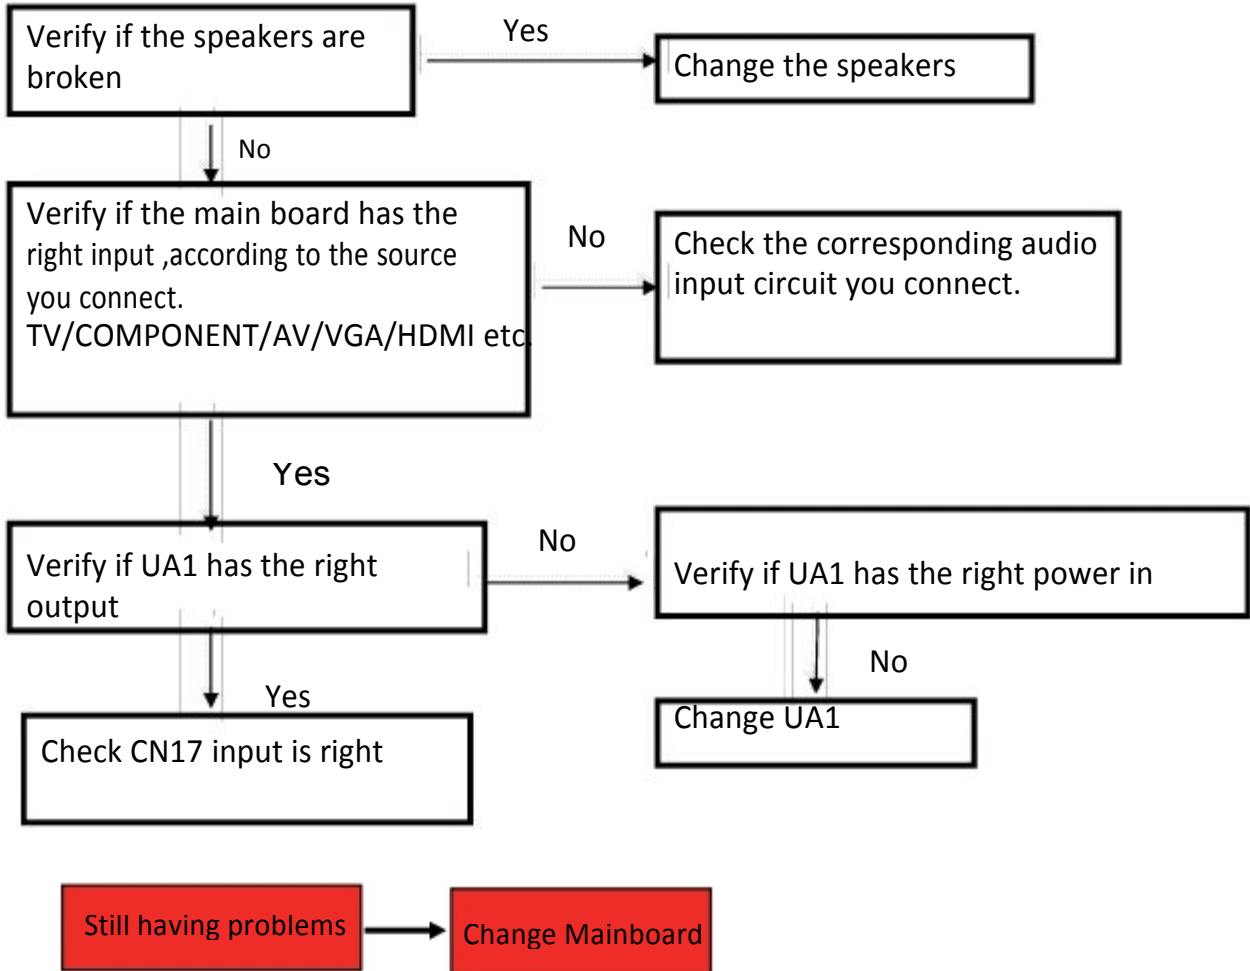 Verify if the speakers are
broken
Yes
Change the speakers
No
Verify if the main board has the
right input ,according to the source
you connect.
TV/COMPONENT/AV/VGA/HDMI etc.
No
Check the corresponding audio
input circuit you connect.
Yes
Verify if UA1 has the right
output
No
Verify if UA1 has the right power in
No
Change UA1
Yes
Check CN17 input is right
Still having problems
Change Mainboard